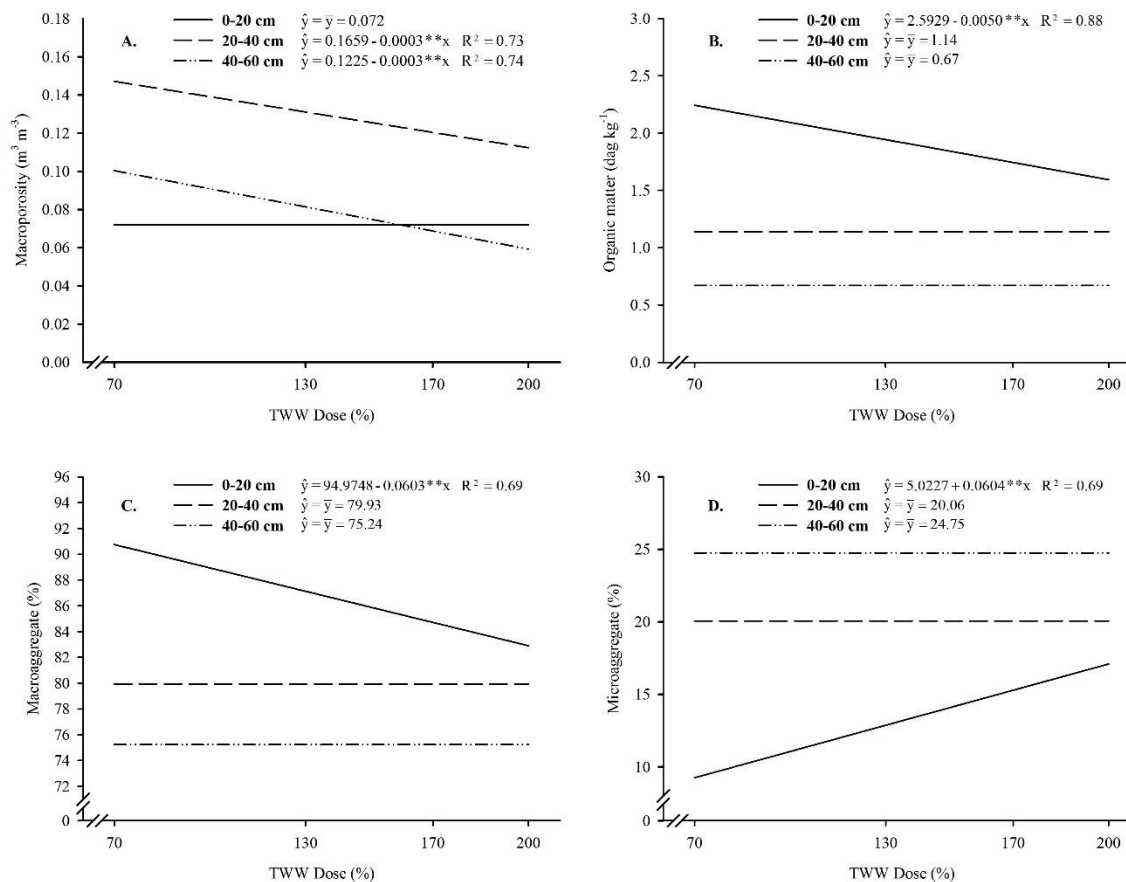 A.
0-20 cm ŷ = ȳ = 0.072
20-40 cm ŷ = 0.1659 - 0.0003**x R² = 0.73
40-60 cm ŷ = 0.1225 - 0.0003**x R² = 0.74
Macroporosity (m³ m⁻³)
0.18
0.16
0.14
0.12
0.10
0.08
0.06
0.04
0.02
0.00
70 130 170 200
TWW Dose (%)
B.
0-20 cm ŷ = 2.5929 - 0.0050**x R² = 0.88
20-40 cm ŷ = ȳ = 1.14
40-60 cm ŷ = ȳ = 0.67
Organic matter (dag kg⁻¹)
3.0
2.5
2.0
1.5
1.0
0.5
0.0
70 130 170 200
TWW Dose (%)
C.
0-20 cm ŷ = 94.9748 - 0.0603**x R² = 0.69
20-40 cm ŷ = ȳ = 79.93
40-60 cm ŷ = ȳ = 75.24
Macroaggregate (%)
96
94
92
90
88
86
84
82
80
78
76
74
72
0
70 130 170 200
TWW Dose (%)
D.
0-20 cm ŷ = 5.0227 + 0.0604**x R² = 0.69
20-40 cm ŷ = ȳ = 20.06
40-60 cm ŷ = ȳ = 24.75
Microaggregate (%)
30
25
20
15
10
0
70 130 170 200
TWW Dose (%)